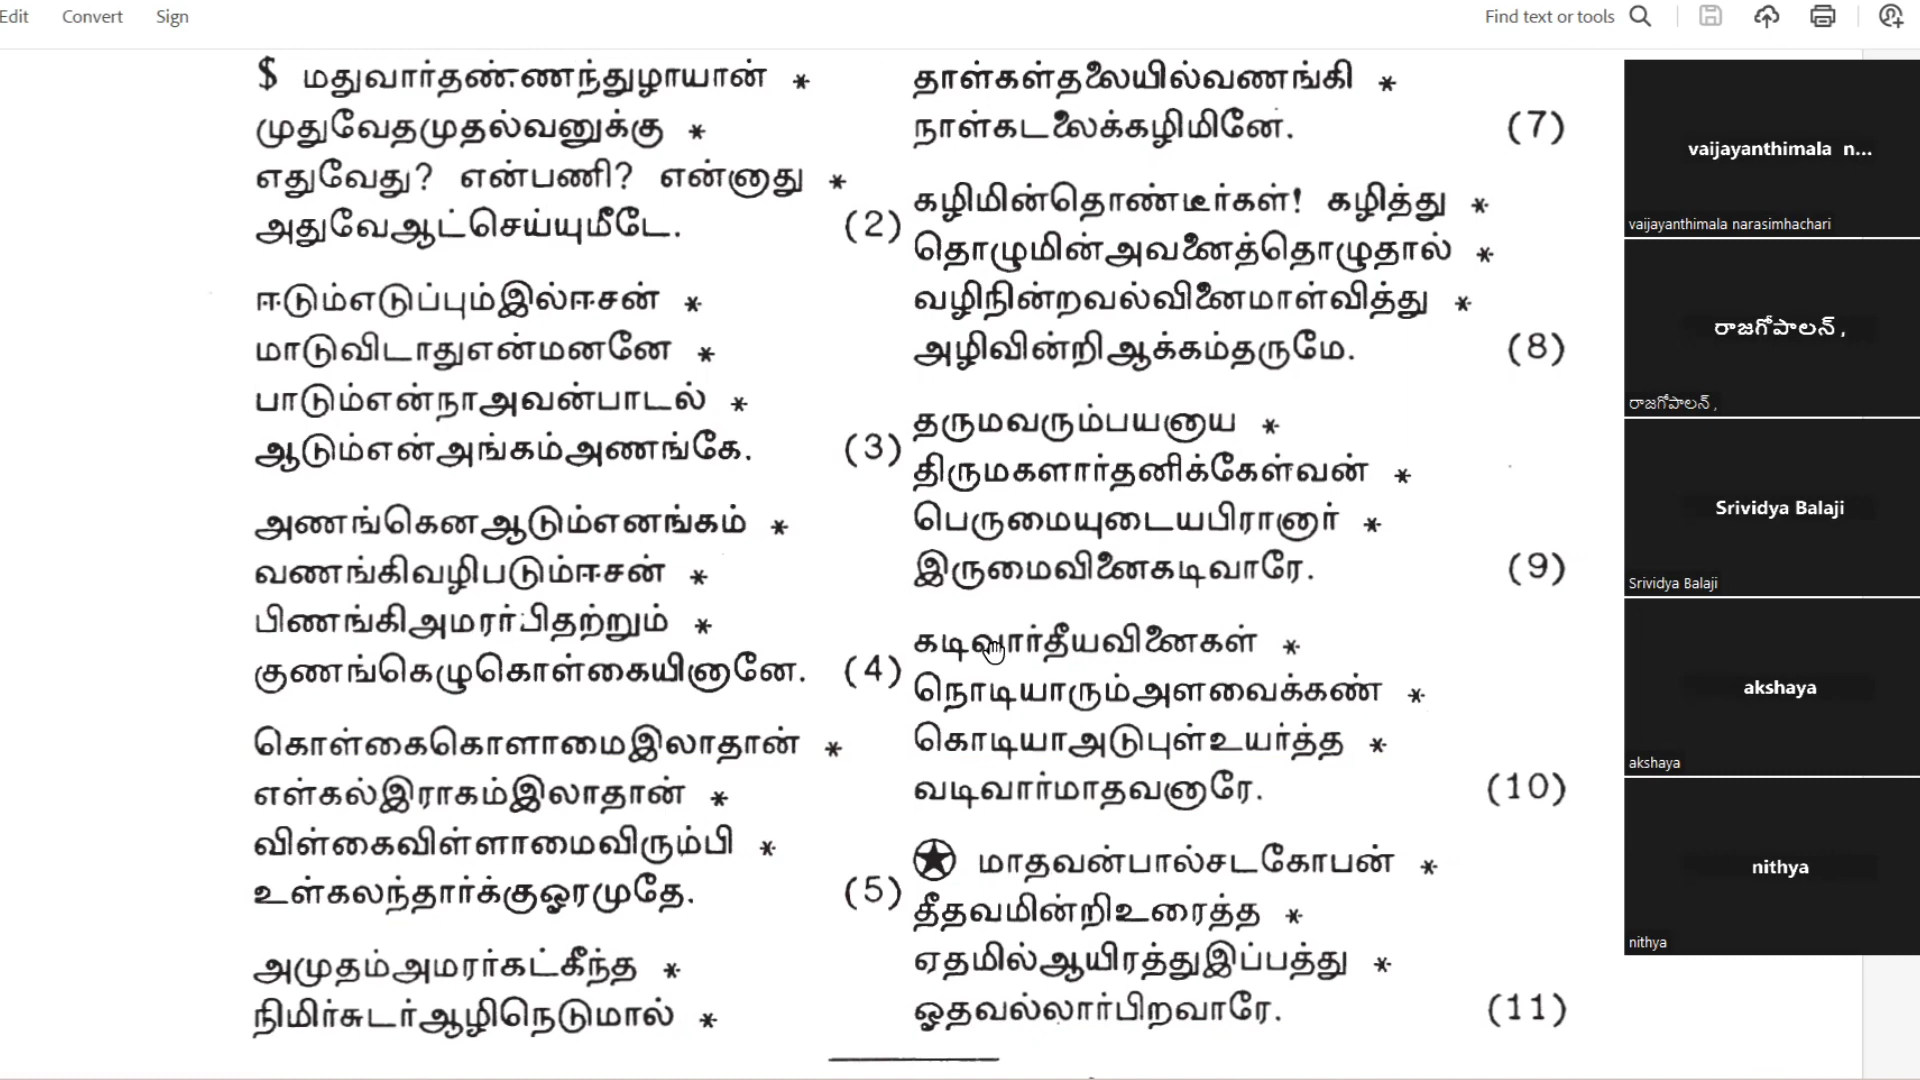 Edit Convert Sign Find text or tools
$ மதுவார்தண்ணந்துழாயான் *
முதுவேதமுதல்வனுக்கு *
எதுவேது? என்பணி? என்னாது *
அதுவேஆட்செய்யுமீடே. (2)
ஈடும்எடுப்பும்இல்ஈசன் *
மாடுவிடாதுஎன்மனனே *
பாடும்என்நாஅவன்பாடல் *
ஆடும்என்அங்கம்அணங்கே. (3)
அணங்கெனஆடும்எனங்கம் *
வணங்கிவழிபடும்ஈசன் *
பிணங்கிஅமரர்பிதற்றும் *
குணங்கெழுகொள்கையினானே. (4)
கொள்கைகொளாமைஇலாதான் *
எள்கல்இராகம்இலாதான் *
விள்கைவிள்ளாமைவிரும்பி *
உள்கலந்தார்க்குஓரமுதே. (5)
அமுதம்அமரர்கட்கீந்த *
நிமிர்சுடர்ஆழிநெடுமால் *
தாள்கள்தலையில்வணங்கி *
நாள்கடலைக்கழிமினே. (7)
கழிமின்தொண்டீர்கள்! கழித்து *
தொழுமின்அவனைத்தொழுதால் *
வழிநின்றவல்வினைமாள்வித்து *
அழிவின்றிஆக்கம்தருமே. (8)
தருமவரும்பயனாய *
திருமகளார்தனிக்கேள்வன் *
பெருமையுடையபிரானார் *
இருமைவினைகடிவாரே. (9)
கடிவார்தீயவினைகள் *
நொடியாரும்அளவைக்கண் *
கொடியாஅடுபுள்உயர்த்த *
வடிவார்மாதவனாரே. (10)
மாதவன்பால்சடகோபன் *
தீதவமின்றிஉரைத்த *
ஏதமில்ஆயிரத்துஇப்பத்து *
ஓதவல்லார்பிறவாரே. (11)
vaijayanthimala n...
vaijayanthimala narasimhachari
రాజగోపాలన్ ,
రాజగోపాలన్ ,
Srividya Balaji
Srividya Balaji
akshaya
akshaya
nithya
nithya